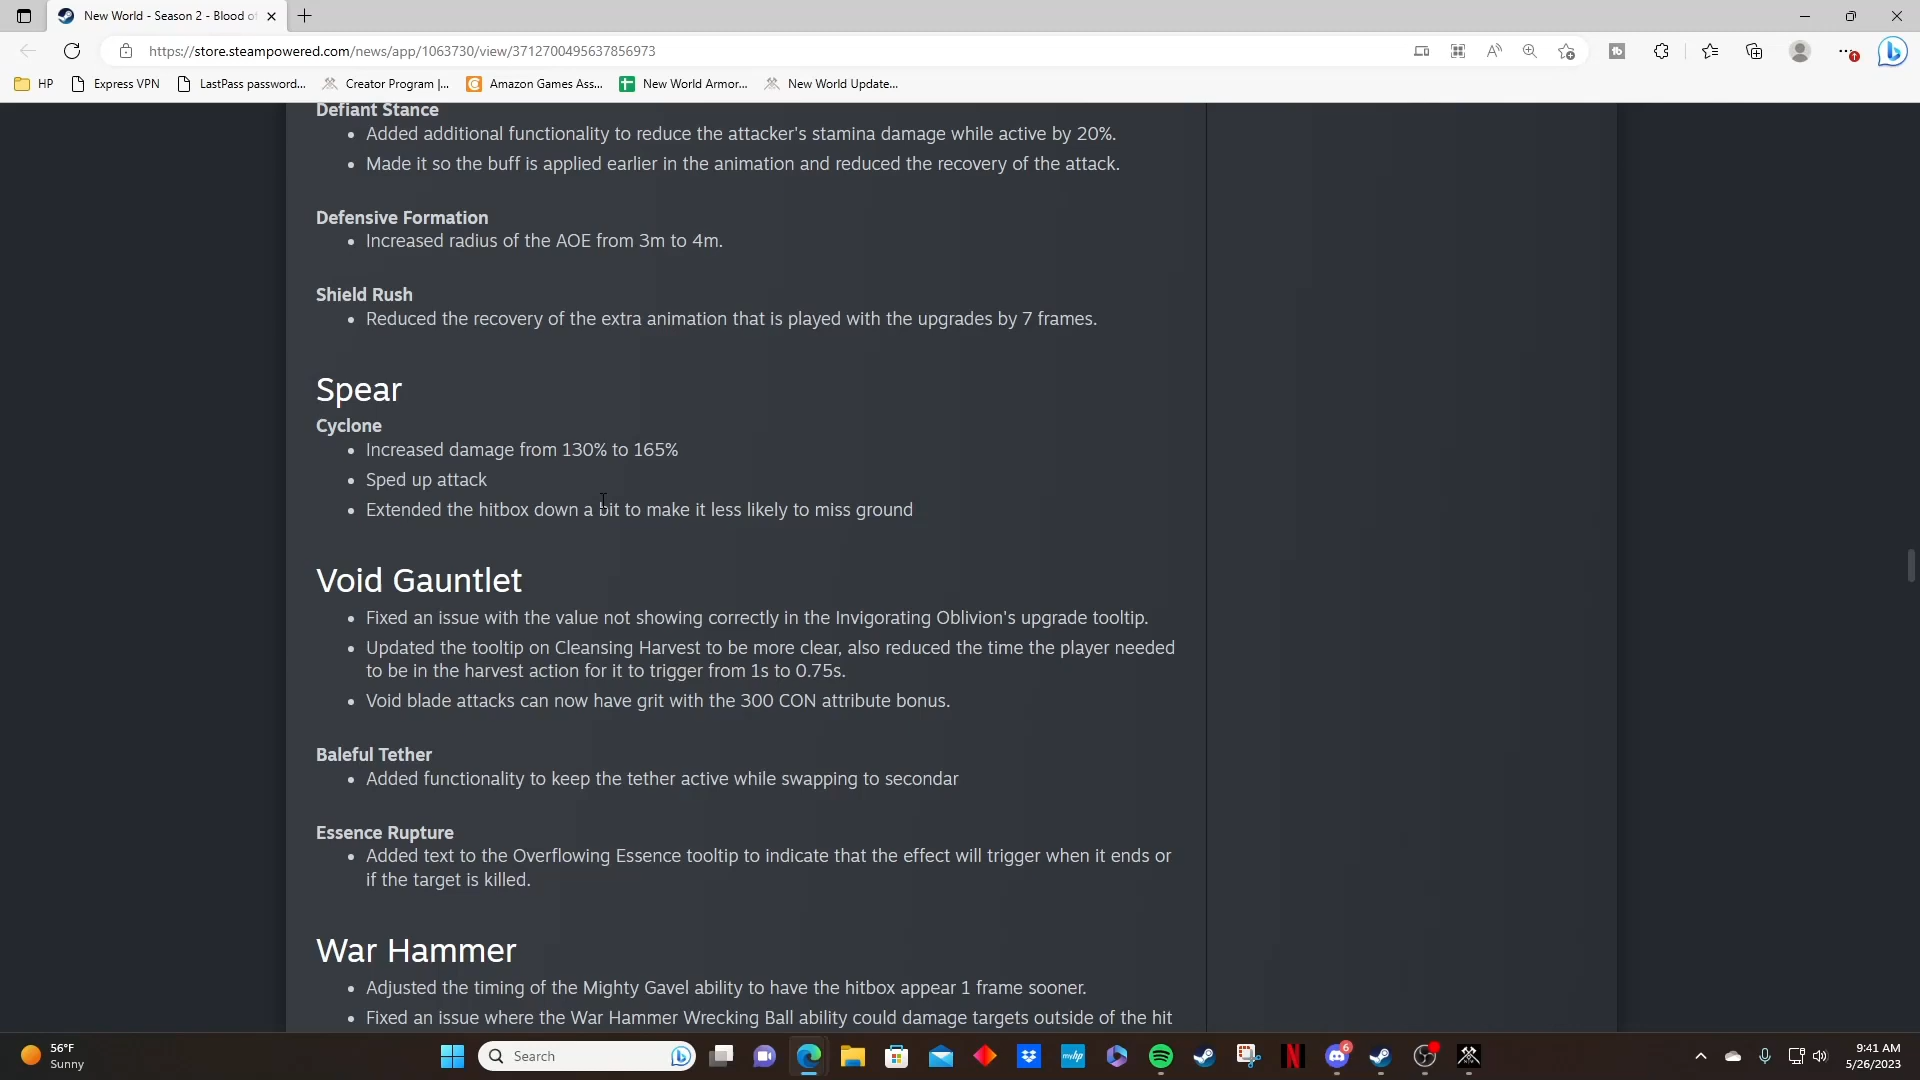 New World - Season 2 - Blood of
https://store.steampowered.com/news/app/1063730/view/3712700495637856973
HP
Express VPN
LastPass password...
Creator Program |...
Amazon Games Ass...
New World Armor...
New World Update...
Defiant Stance
• Added additional functionality to reduce the attacker's stamina damage while active by 20%.
• Made it so the buff is applied earlier in the animation and reduced the recovery of the attack.
Defensive Formation
• Increased radius of the AOE from 3m to 4m.
Shield Rush
• Reduced the recovery of the extra animation that is played with the upgrades by 7 frames.
Spear
Cyclone
• Increased damage from 130% to 165%
• Sped up attack
• Extended the hitbox down a bit to make it less likely to miss ground
Void Gauntlet
• Fixed an issue with the value not showing correctly in the Invigorating Oblivion's upgrade tooltip.
• Updated the tooltip on Cleansing Harvest to be more clear, also reduced the time the player needed
to be in the harvest action for it to trigger from 1s to 0.75s.
• Void blade attacks can now have grit with the 300 CON attribute bonus.
Baleful Tether
• Added functionality to keep the tether active while swapping to secondar
Essence Rupture
• Added text to the Overflowing Essence tooltip to indicate that the effect will trigger when it ends or
if the target is killed.
War Hammer
• Adjusted the timing of the Mighty Gavel ability to have the hitbox appear 1 frame sooner.
• Fixed an issue where the War Hammer Wrecking Ball ability could damage targets outside of the hit
56°F
Sunny
Search
myhp
6
9:41 AM
5/26/2023